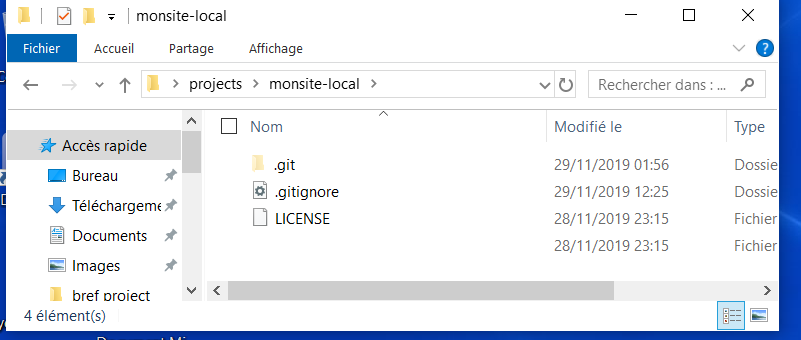 monsite-local
Fichier Accueil Partage Affichage
projects monsite-local Rechercher dans : ...
Nom Modifié le Type
Accès rapide
.git 29/11/2019 01:56 Dossie
Bureau
.gitignore 29/11/2019 12:25 Dossie
Téléchargeme
LICENSE 28/11/2019 23:15 Fichier
Documents
28/11/2019 23:15 Fichier
Images
bref project
4 élément(s)